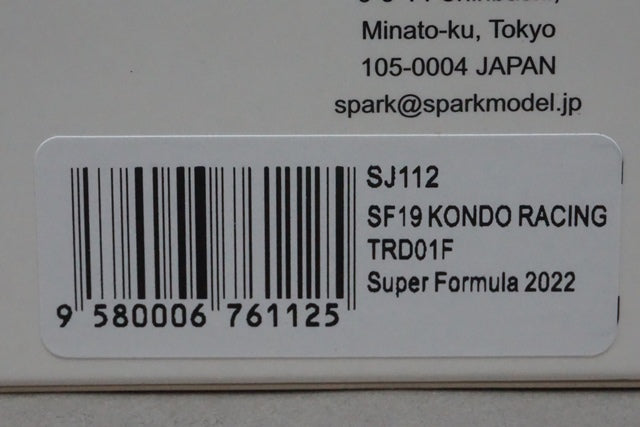 Minato-ku, Tokyo
105-0004 JAPAN
spark@sparkmodel.jp
SJ112
SF19 KONDO RACING
TRD01F
Super Formula 2022
9 580006 761125